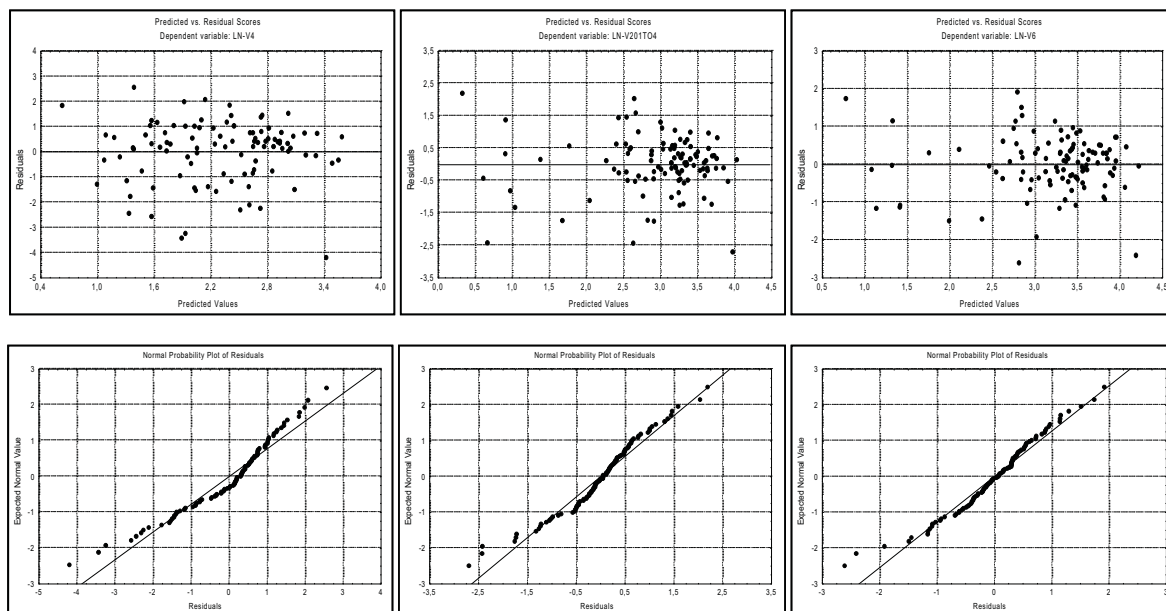 Predicted vs. Residual Scores
Dependent variable: LN-V4
Residuals
4
3
2
1
0
-1
-2
-3
-4
-5
0,4 1,0 1,6 2,2 2,8 3,4 4,0
Predicted Values
Predicted vs. Residual Scores
Dependent variable: LN-V201TO4
Residuals
3,5
2,5
1,5
0,5
-0,5
-1,5
-2,5
-3,5
0,0 0,5 1,0 1,5 2,0 2,5 3,0 3,5 4,0 4,5
Predicted Values
Predicted vs. Residual Scores
Dependent variable: LN-V6
Residuals
3
2
1
0
-1
-2
-3
0,5 1,0 1,5 2,0 2,5 3,0 3,5 4,0 4,5
Predicted Values
Normal Probability Plot of Residuals
Expected Normal Value
3
2
1
0
-1
-2
-3
-5 -4 -3 -2 -1 0 1 2 3 4
Residuals
Normal Probability Plot of Residuals
Expected Normal Value
3
2
1
0
-1
-2
-3
-3,5 -2,5 -1,5 -0,5 0,5 1,5 2,5 3,5
Residuals
Normal Probability Plot of Residuals
Expected Normal Value
3
2
1
0
-1
-2
-3
-3 -2 -1 0 1 2 3
Residuals